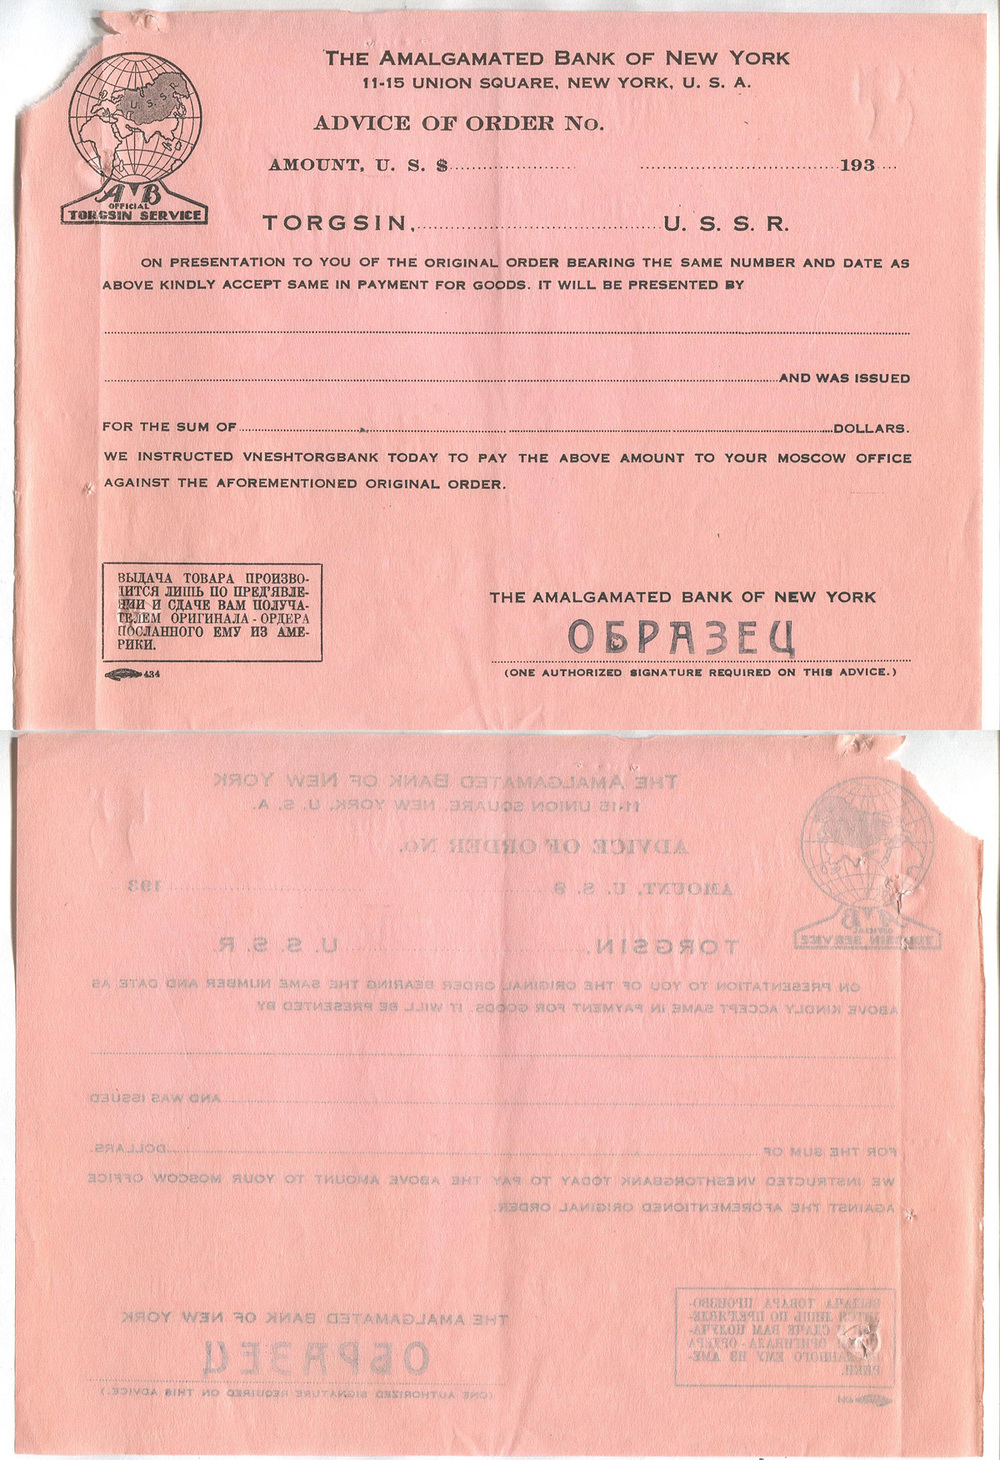 THE AMALGAMATED BANK OF NEW YORK
11-15 UNION SQUARE, NEW YORK, U. S. A.
ADVICE OF ORDER No.
AMOUNT, U. S. $ 193
U. S. S. R.
A B
OFFICIAL
TORGSIN SERVICE
TORGSIN, U. S. S. R.
ON PRESENTATION TO YOU OF THE ORIGINAL ORDER BEARING THE SAME NUMBER AND DATE AS
ABOVE KINDLY ACCEPT SAME IN PAYMENT FOR GOODS. IT WILL BE PRESENTED BY
AND WAS ISSUED
FOR THE SUM OF DOLLARS.
WE INSTRUCTED VNESHTORGBANK TODAY TO PAY THE ABOVE AMOUNT TO YOUR MOSCOW OFFICE
AGAINST THE AFOREMENTIONED ORIGINAL ORDER.
ВЫДАЧА ТОВАРА ПРОИЗВО-
ДИТСЯ ЛИШЬ ПО ПРЕД'ЯВЛЕ-
НИИ И СДАЧЕ ВАМ ПОЛУЧА-
ТЕЛЕМ ОРИГИНАЛА - ОРДЕРА
ПОСЛАННОГО ЕМУ ИЗ АМЕ-
РИКИ.
434
THE AMALGAMATED BANK OF NEW YORK
ОБРАЗЕЦ
(ONE AUTHORIZED SIGNATURE REQUIRED ON THIS ADVICE.)